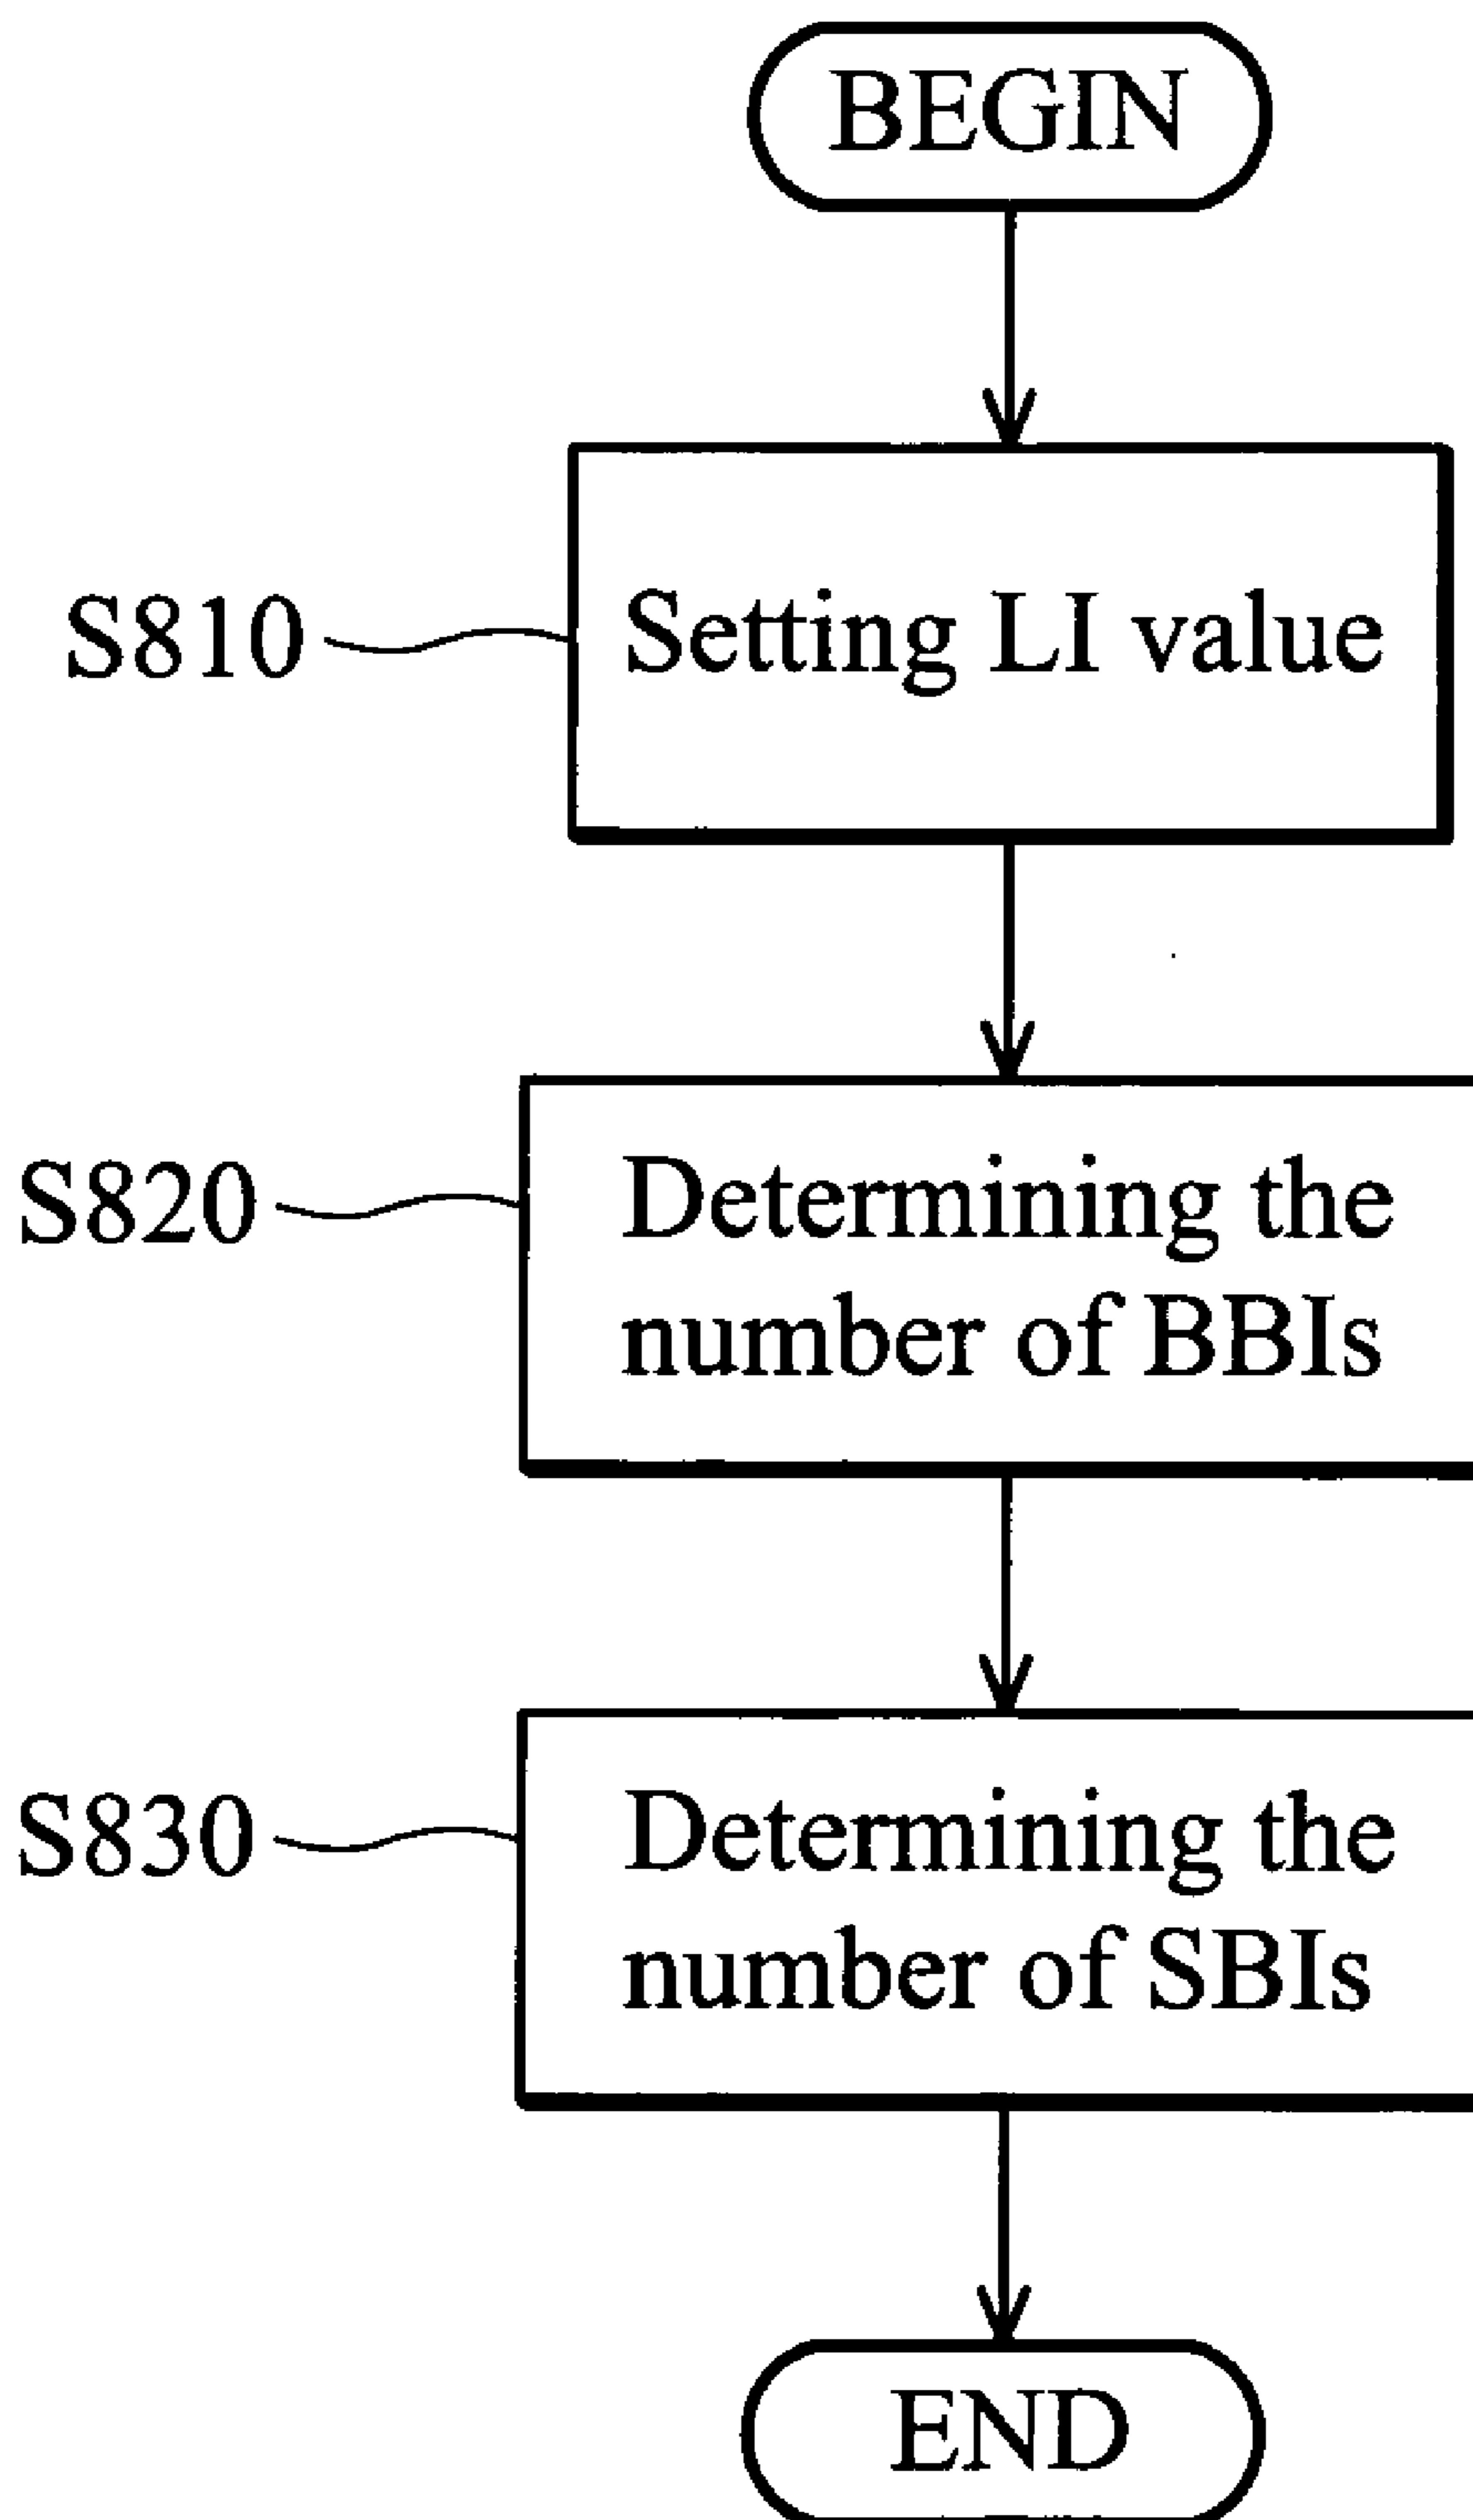 BEGIN
S810
Setting LI value
S820
Determining the
number of BBIs
S830
Determining the
number of SBIs
END